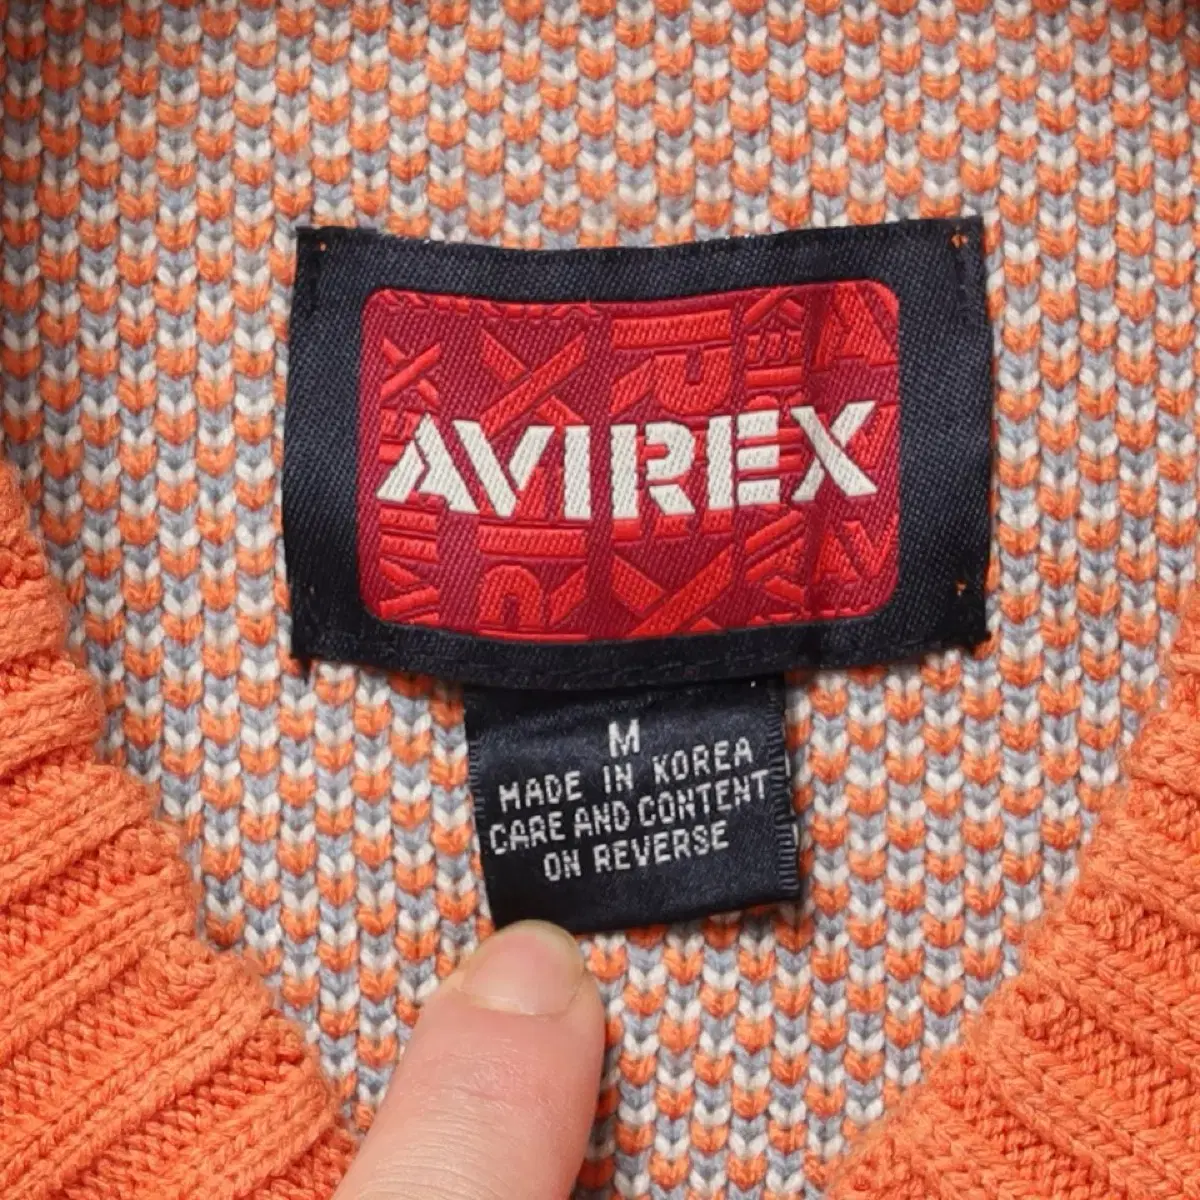 AVIREX
M
MADE IN KOREA
CARE AND CONTENT
ON REVERSE